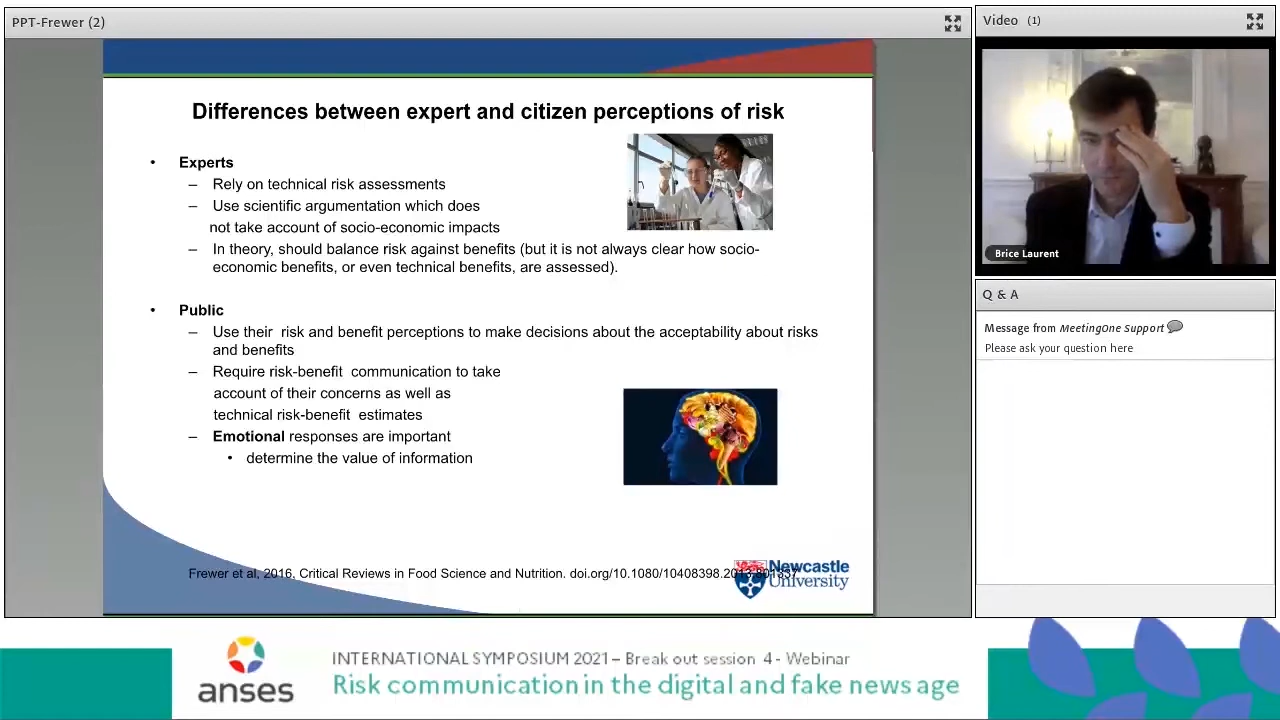 PPT-Frewer (2)
Differences between expert and citizen perceptions of risk
• Experts
– Rely on technical risk assessments
– Use scientific argumentation which does
not take account of socio-economic impacts
– In theory, should balance risk against benefits (but it is not always clear how socio-
economic benefits, or even technical benefits, are assessed).
• Public
– Use their risk and benefit perceptions to make decisions about the acceptability about risks
and benefits
– Require risk-benefit communication to take
account of their concerns as well as
technical risk-benefit estimates
– Emotional responses are important
• determine the value of information
Frewer et al, 2016, Critical Reviews in Food Science and Nutrition. doi.org/10.1080/10408398.2013.801337
Newcastle
University
Video (1)
Brice Laurent
Q & A
Message from MeetingOne Support
Please ask your question here
anses
INTERNATIONAL SYMPOSIUM 2021 – Break out session 4 - Webinar
Risk communication in the digital and fake news age